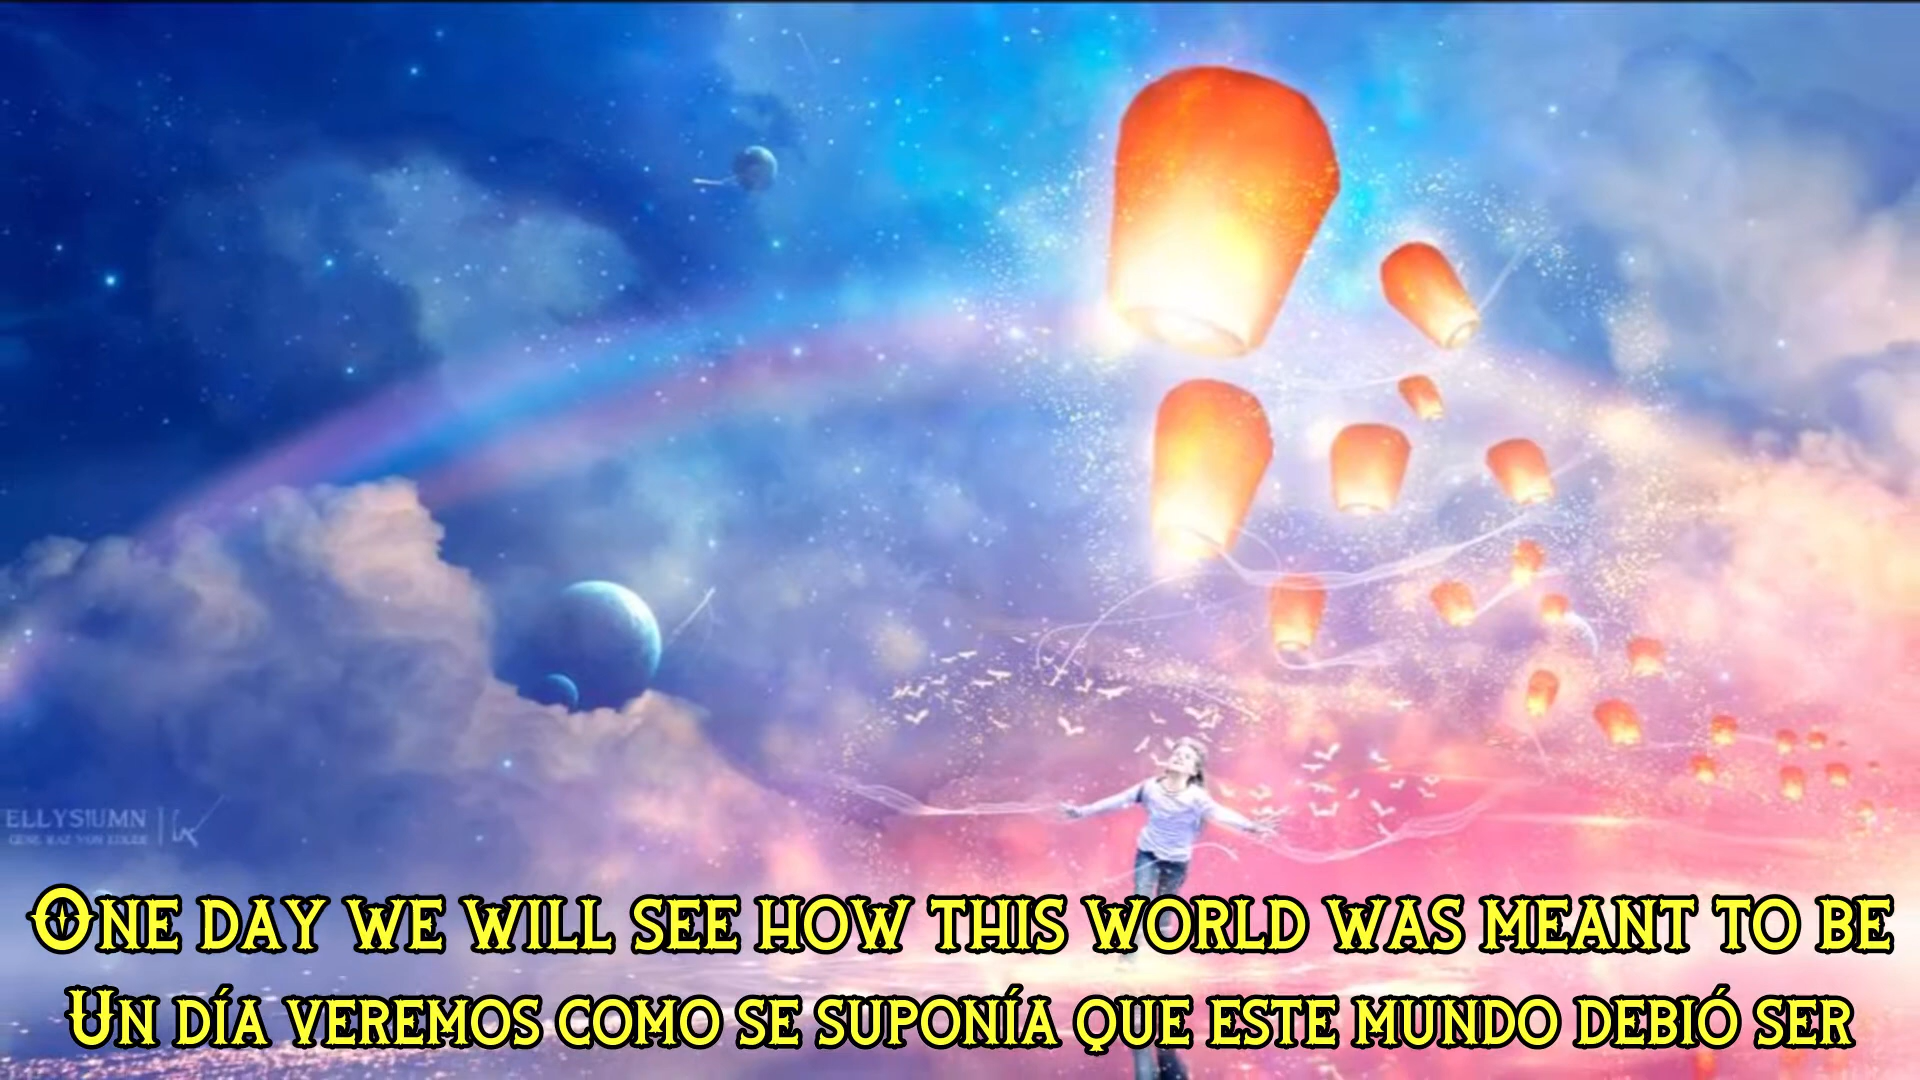 ELLYSIUMN
One day we will see how this world was meant to be
Un día veremos como se suponía que este mundo debió ser